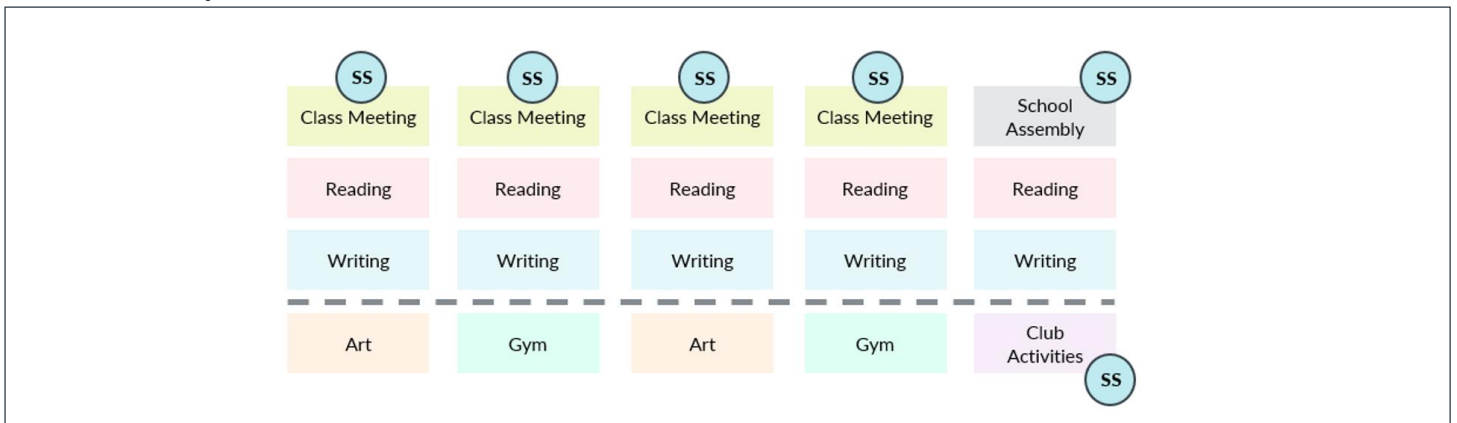 SS SS SS SS SS
Class Meeting Class Meeting Class Meeting Class Meeting School
Assembly
Reading Reading Reading Reading Reading
Writing Writing Writing Writing Writing
Art Gym Art Gym Club
Activities
SS